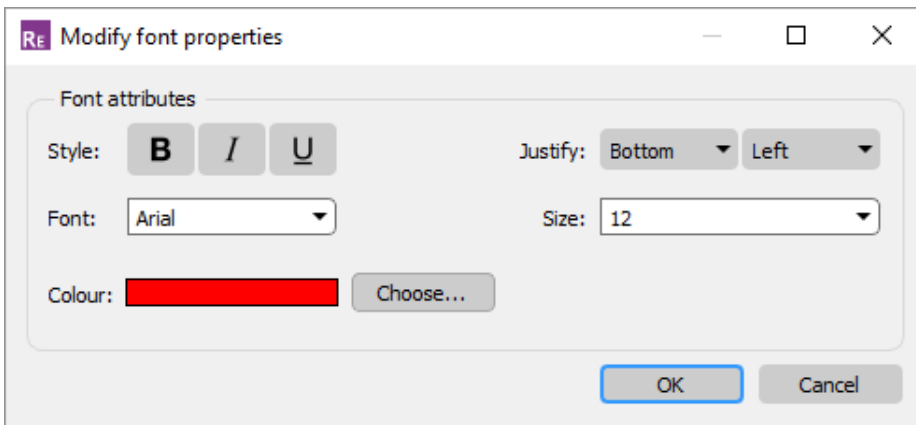 RE Modify font properties
Font attributes
Style: B I U Justify: Bottom Left
Font: Arial Size: 12
Colour: Choose...
OK Cancel